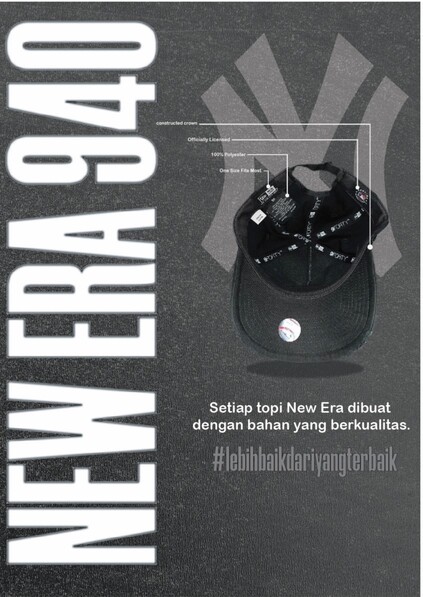 NEW ERA 940
constructed crown
Officially Licensed
100% Polyester
One Size Fits Most
Setiap topi New Era dibuat
dengan bahan yang berkualitas.
#lebihbaikdariyangterbaik